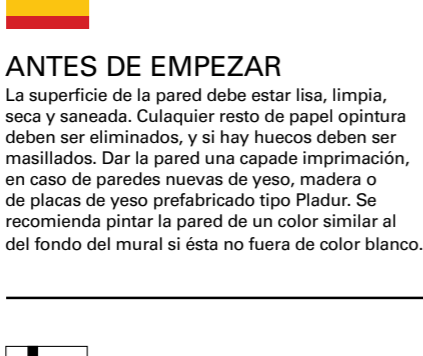 ANTES DE EMPEZAR
La superficie de la pared debe estar lisa, limpia,
seca y saneada. Culaquier resto de papel opintura
deben ser eliminados, y si hay huecos deben ser
masillados. Dar la pared una capade imprimación,
en caso de paredes nuevas de yeso, madera o
de placas de yeso prefabricado tipo Pladur. Se
recomienda pintar la pared de un color similar al
del fondo del mural si ésta no fuera de color blanco.